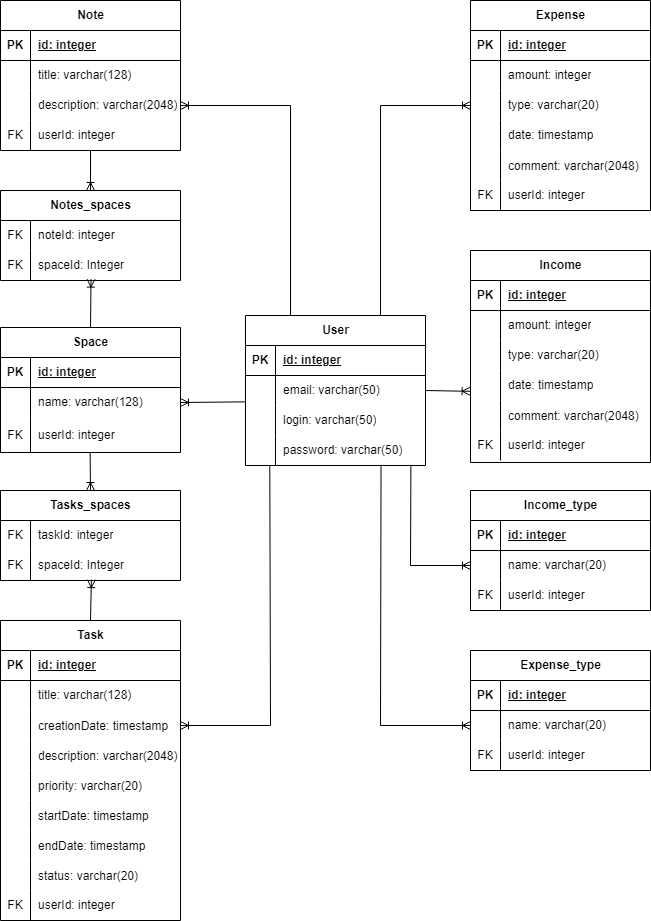 Note
PK id: integer
title: varchar(128)
description: varchar(2048)
FK userId: integer
Notes_spaces
FK noteId: integer
FK spaceId: Integer
Space
PK id: integer
name: varchar(128)
FK userId: integer
Tasks_spaces
FK taskId: integer
FK spaceId: Integer
Task
PK id: integer
title: varchar(128)
creationDate: timestamp
description: varchar(2048)
priority: varchar(20)
startDate: timestamp
endDate: timestamp
status: varchar(20)
FK userId: integer
User
PK id: integer
email: varchar(50)
login: varchar(50)
password: varchar(50)
Expense
PK id: integer
amount: integer
type: varchar(20)
date: timestamp
comment: varchar(2048)
FK userId: integer
Income
PK id: integer
amount: integer
type: varchar(20)
date: timestamp
comment: varchar(2048)
FK userId: integer
Income_type
PK id: integer
name: varchar(20)
FK userId: integer
Expense_type
PK id: integer
name: varchar(20)
FK userId: integer